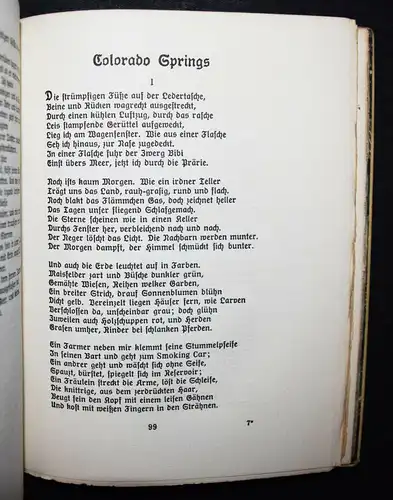 Colorado Springs
I
Die strümpfigen Füße auf der Ledertasche,
Beine und Rücken wagrecht ausgestreckt,
Durch einen kühlen Luftzug, durch das rasche
Leis stampfende Gerüttel aufgeweckt,
Lieg ich am Wagenfenster. Wie aus einer Flasche
Seh ich hinaus, zur Nase zugedeckt.
In einer Flasche fuhr der Zwerg Bibi
Einst übers Meer, jetzt ich durch die Prärie.
Noch ists kaum Morgen. Wie ein irdner Teller
Trägt uns das Land, rauh-grasig, rund und flach.
Noch blakt das Flämmchen Gas, doch zeichnet heller
Das Tagen unser fliegend Schlafgemach.
Die Sterne scheinen wie in einen Keller
Durchs Fenster her, verbleichend nach und nach.
Der Neger löscht das Licht. Die Nachbarn werden munter.
Der Morgen dampft, der Himmel schmückt sich bunter.
Und auch die Erde leuchtet auf in Farben.
Maisfelder zart und Büsche dunkler grün,
Gemähte Wiesen, Reihen welker Garben,
Ein breiter Strich, drauf Sonnenblumen blühn
Dicht gelb. Vereinzelt liegen Häuser fern, wie Larven
Verschlossen da, unscheinbar grau; doch glühn
Zuweilen auch Holzschuppen rot, und Herden
Grasen umher, Rinder bei schlanken Pferden.
Ein Farmer neben mir klemmt seine Stummelpfeife
In seinen Bart und geht zum Smoking Car;
Ein andrer geht und wäscht sich ohne Seife,
Spauzt, bürstet, spiegelt sich im Reservoir;
Ein Fräulein streckt die Arme, löst die Schleife,
Die knittrige, aus dem zerdrückten Haar,
Beugt sein den Kopf mit einem leisen Gähnen
Und kost mit weißen Fingern in den Strähnen.
99 7*